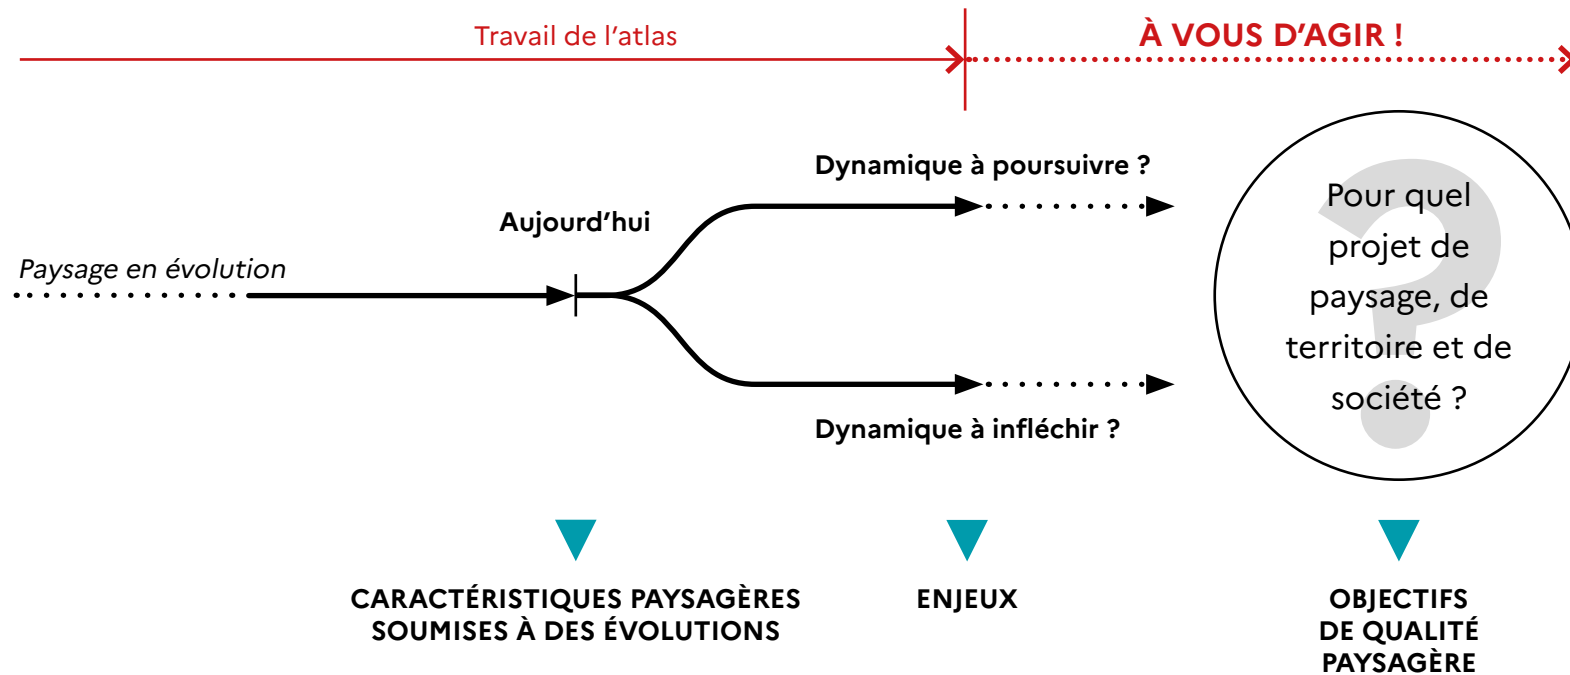 Travail de l’atlas
À VOUS D’AGIR !
Dynamique à poursuivre ?
Aujourd’hui
Paysage en évolution
Dynamique à infléchir ?
Pour quel
projet de
paysage, de
territoire et de
société ?
CARACTÉRISTIQUES PAYSAGÈRES
SOUMISES À DES ÉVOLUTIONS
ENJEUX
OBJECTIFS
DE QUALITÉ
PAYSAGÈRE